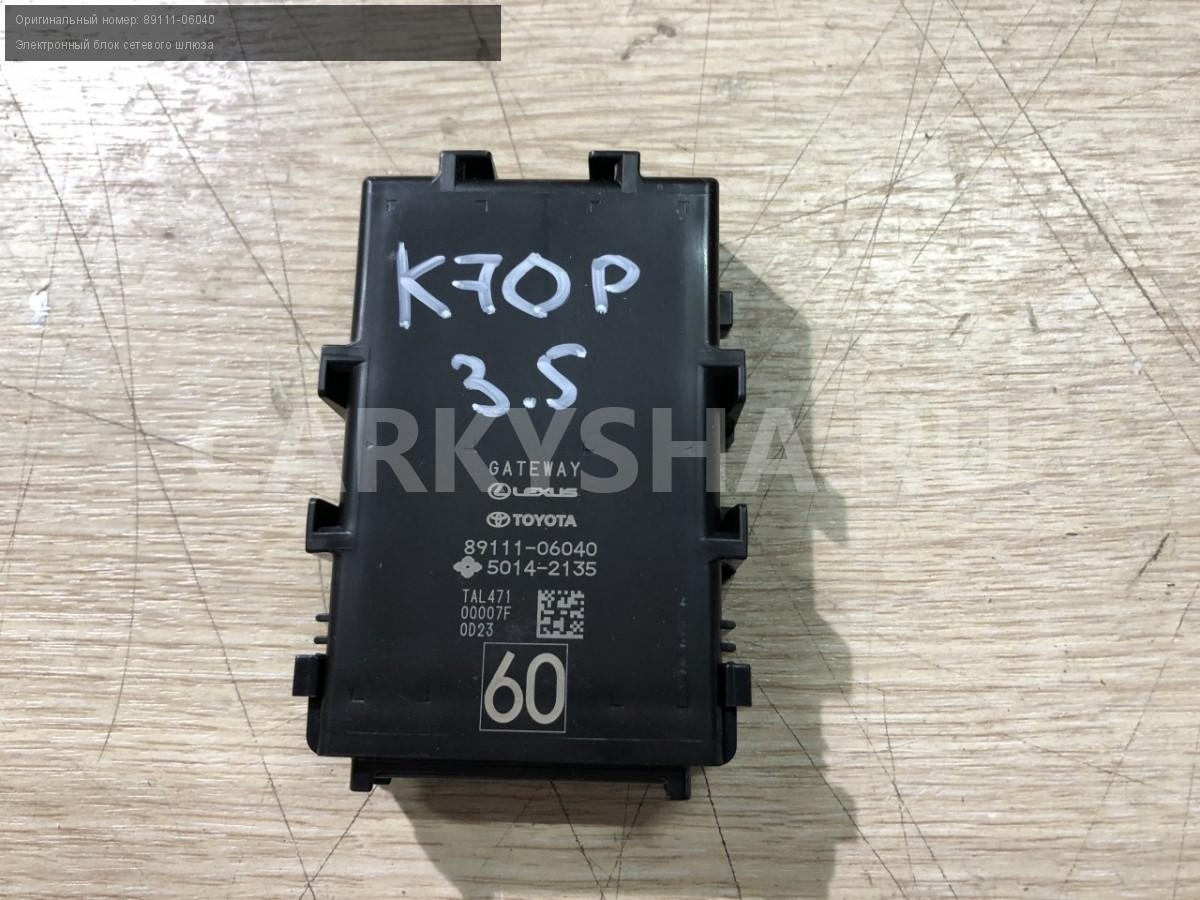 Оригинальный номер: 89111-06040
Электронный блок сетевого шлюза
K70P
3.5
ARKYSHA.RU
GATEWAY
LEXUS
TOYOTA
89111-06040
5014-2135
TAL471
00007F
0D23
60